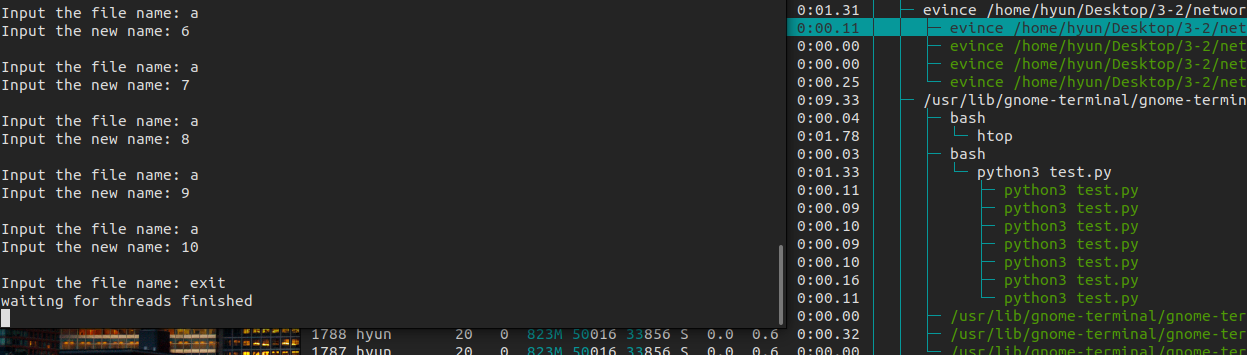 Input the file name: a
Input the new name: 6
Input the file name: a
Input the new name: 7
Input the file name: a
Input the new name: 8
Input the file name: a
Input the new name: 9
Input the file name: a
Input the new name: 10
Input the file name: exit
waiting for threads finished
0:01.31 evince /home/hyun/Desktop/3-2/networ
0:00.11 evince /home/hyun/Desktop/3-2/net
0:00.00 evince /home/hyun/Desktop/3-2/net
0:00.00 evince /home/hyun/Desktop/3-2/net
0:00.25 evince /home/hyun/Desktop/3-2/net
0:09.33 /usr/lib/gnome-terminal/gnome-termin
0:00.04 bash
0:01.78 htop
0:00.03 bash
0:01.33 python3 test.py
0:00.11 python3 test.py
0:00.09 python3 test.py
0:00.10 python3 test.py
0:00.09 python3 test.py
0:00.10 python3 test.py
0:00.16 python3 test.py
0:00.11 python3 test.py
0:00.00 /usr/lib/gnome-terminal/gnome-ter
1788 hyun 20 0 823M 50016 33856 S 0.0 0.6 0:00.32 /usr/lib/gnome-terminal/gnome-ter
1787 hyun 20 0 823M 50016 33856 S 0.0 0.6 0:00.00 /usr/lib/gnome-terminal/gnome-ter